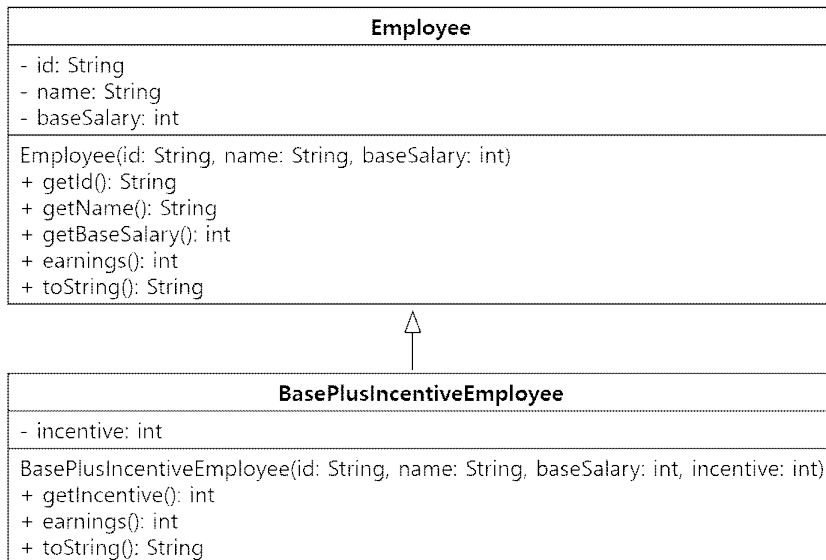 Employee
- id: String
- name: String
- baseSalary: int
Employee(id: String, name: String, baseSalary: int)
+ getId(): String
+ getName(): String
+ getBaseSalary(): int
+ earnings(): int
+ toString(): String
BasePlusIncentiveEmployee
- incentive: int
BasePlusIncentiveEmployee(id: String, name: String, baseSalary: int, incentive: int)
+ getIncentive(): int
+ earnings(): int
+ toString(): String